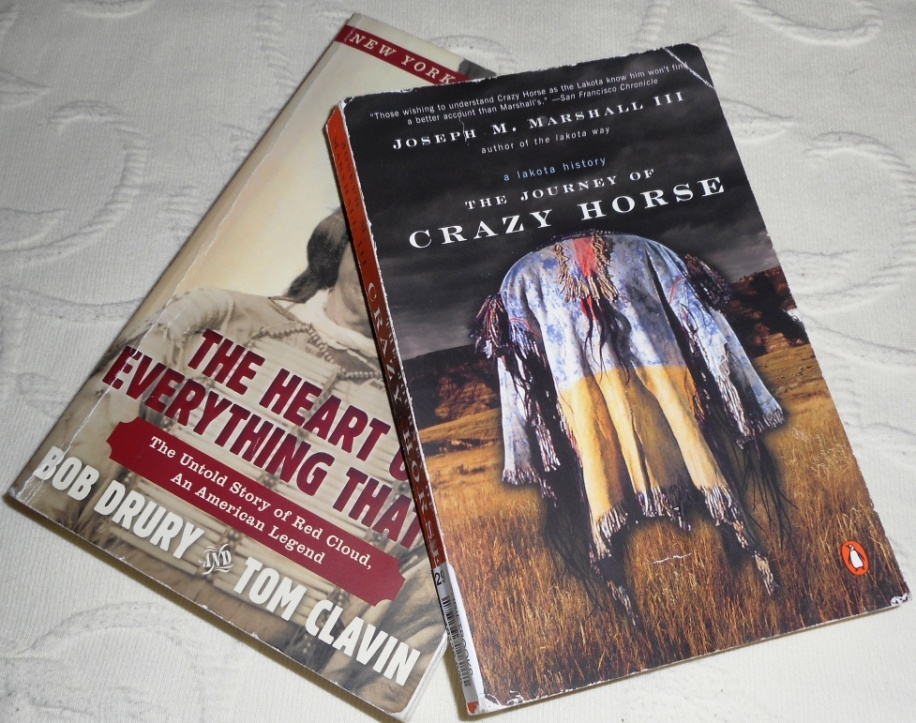 NEW YORK
THE HEART
EVERYTHING THA
The Untold Story of Red Cloud,
An American Legend
BOB DRURY AND TOM CLAVIN
"Those wishing to understand Crazy Horse as the Lakota know him won't find
a better account than Marshall's." —San Francisco Chronicle
JOSEPH M. MARSHALL III
author of the lakota way
a lakota history
THE JOURNEY OF
CRAZY HORSE